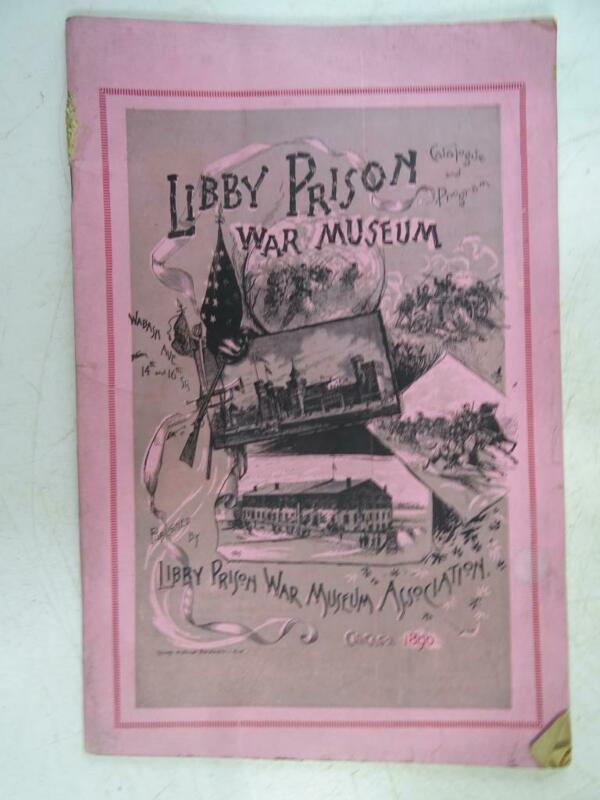 LIBBY PRISON
WAR MUSEUM
Catalogue
and
Program
WABASH
AVE.
14th and 16th
PUBLISHED
BY
LIBBY PRISON WAR MUSEUM ASSOCIATION.
CHICAGO 1890